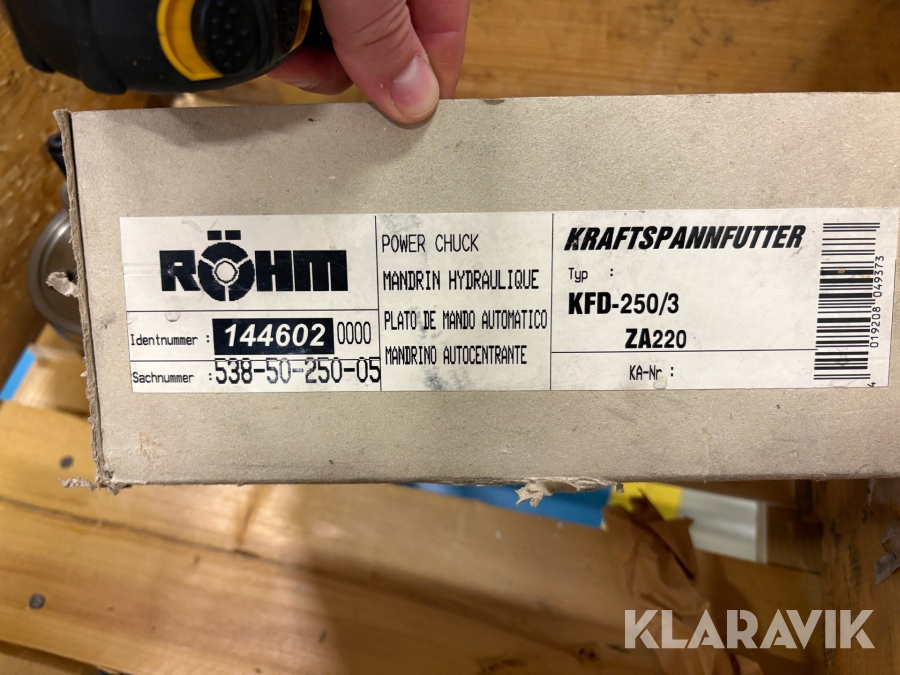 RÖHM
Identnummer : 144602 0000
Sachnummer : 538-50-250-05
POWER CHUCK
MANDRIN HYDRAULIQUE
PLATO DE MANDO AUTOMATICO
MANDRINO AUTOCENTRANTE
KRAFTSPANNFUTTER
Typ :
KFD-250/3
ZA220
KA-Nr :
4 019208 049373
KLARAVIK